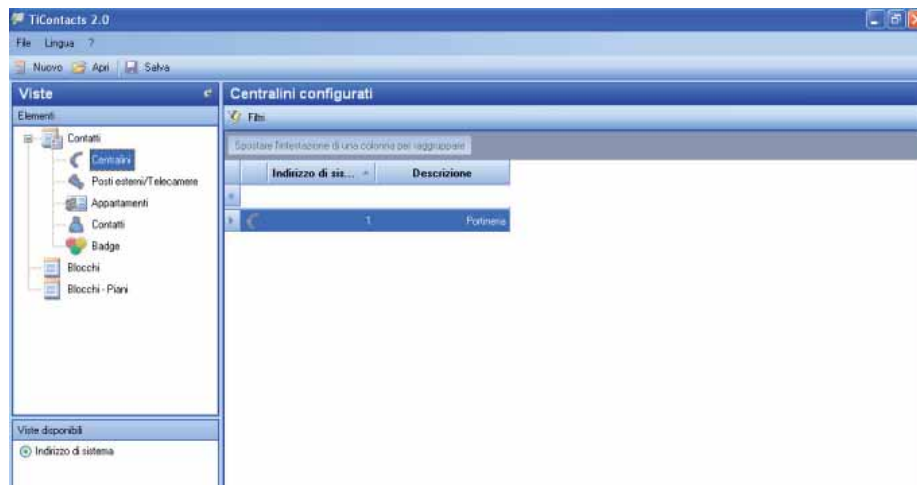 TiContacts 2.0
File Lingua ?
Nuovo Apri Salva
Viste
Elementi
Contatti
Centralini
Posti esterni/Telecamere
Appartamenti
Contatti
Badge
Blocchi
Blocchi - Piani
Viste disponibili
Indirizzo di sistema
Centralini configurati
Filtri
Spostare l'intestazione di una colonna per raggruppare
Indirizzo di sis... Descrizione
1 Portineria